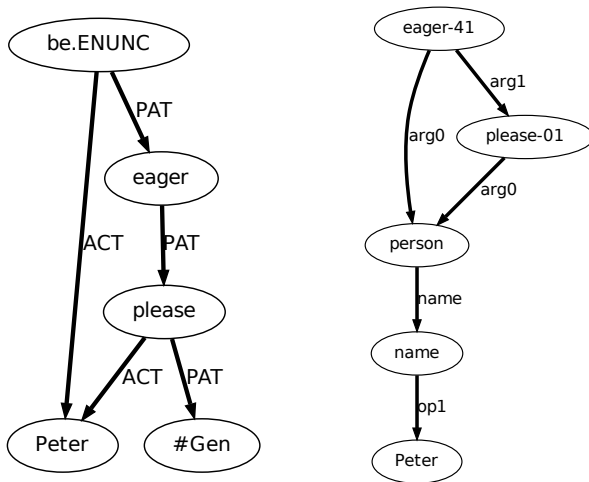 be.ENUNC
PAT
eager
ACT
PAT
please
ACT
PAT
Peter
#Gen
eager-41
arg1
please-01
arg0
arg0
person
name
name
op1
Peter